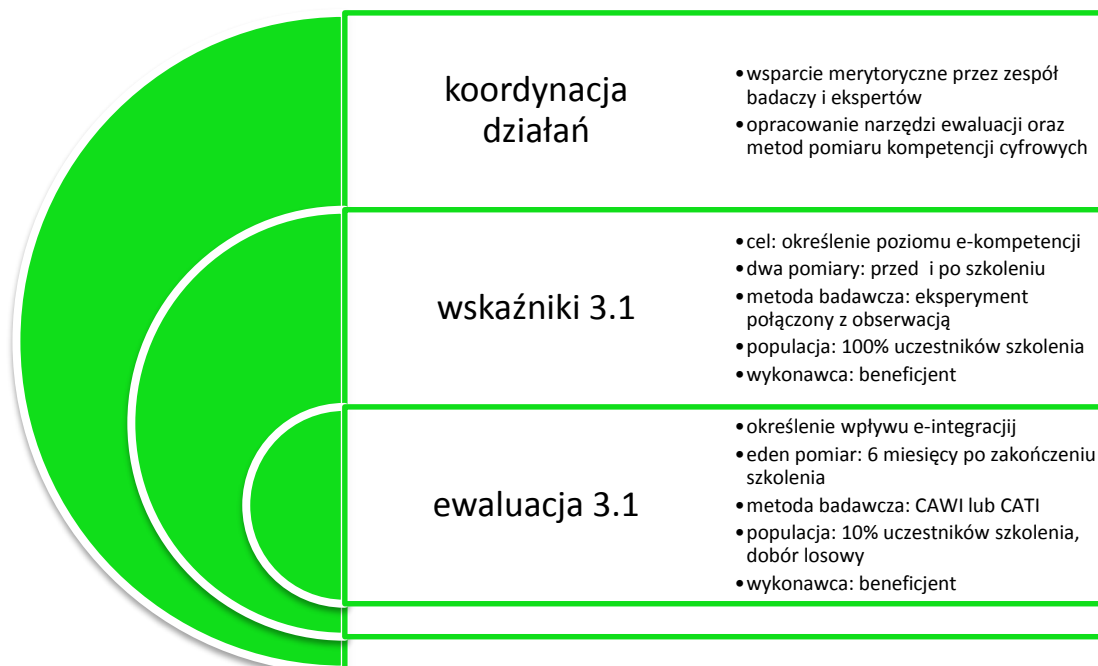 koordynacja
działań
•wsparcie merytoryczne przez zespół
badaczy i ekspertów
•opracowanie narzędzi ewaluacji oraz
metod pomiaru kompetencji cyfrowych
wskaźniki 3.1
•cel: określenie poziomu e-kompetencji
•dwa pomiary: przed i po szkoleniu
•metoda badawcza: eksperyment
połączony z obserwacją
•populacja: 100% uczestników szkolenia
•wykonawca: beneficjent
ewaluacja 3.1
•określenie wpływu e-integracjij
•eden pomiar: 6 miesięcy po zakończeniu
szkolenia
•metoda badawcza: CAWI lub CATI
•populacja: 10% uczestników szkolenia,
dobór losowy
•wykonawca: beneficjent